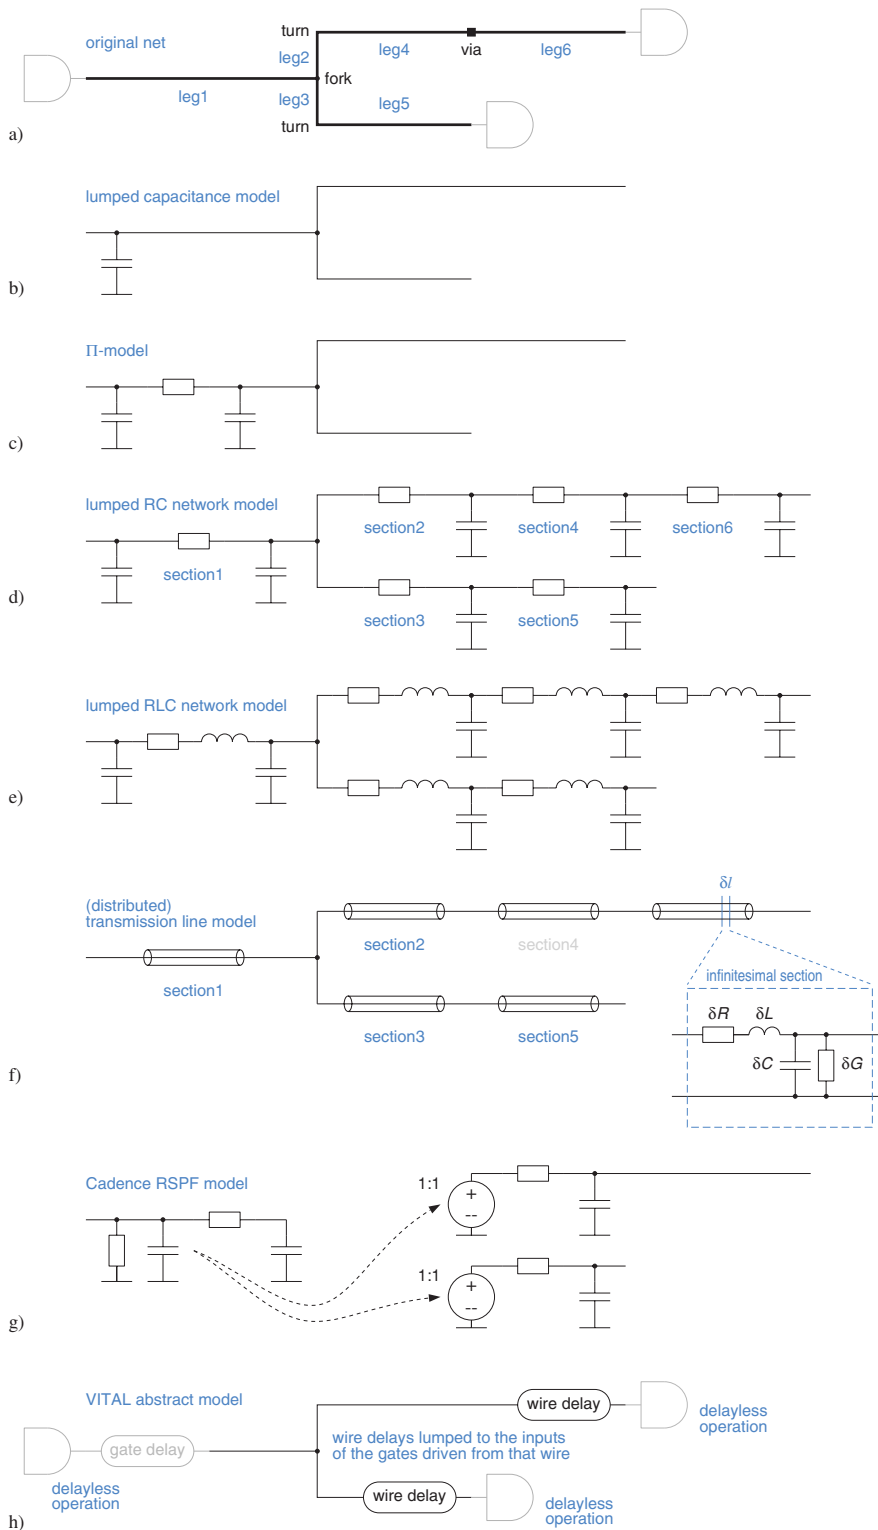 original net
turn
leg2
leg4
via
leg6
fork
leg1
leg3
leg5
turn
a)
lumped capacitance model
b)
Π-model
c)
lumped RC network model
section2
section4
section6
section1
d)
section3
section5
lumped RLC network model
e)
(distributed)
transmission line model
δl
section2
section4
section1
infinitesimal section
section3
section5
δR
δL
δC
δG
f)
Cadence RSPF model
1:1
+
--
1:1
+
--
g)
VITAL abstract model
wire delay
delayless
operation
gate delay
wire delays lumped to the inputs
of the gates driven from that wire
delayless
operation
wire delay
delayless
operation
h)